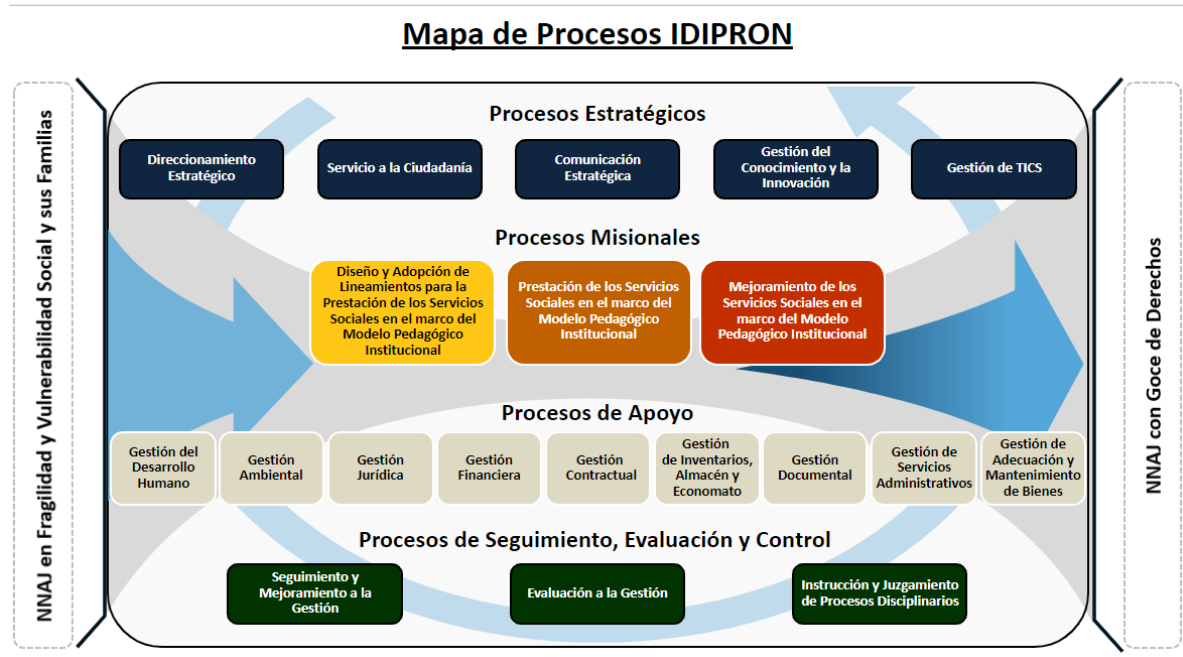 Mapa de Procesos IDIPRON
NNAJ en Fragilidad y Vulnerabilidad Social y sus Familias
Procesos Estratégicos
Direccionamiento
Estratégico
Servicio a la Ciudadanía
Comunicación
Estratégica
Gestión del
Conocimiento y la
Innovación
Gestión de TICS
Procesos Misionales
Diseño y Adopción de
Lineamientos para la
Prestación de los Servicios
Sociales en el marco del
Modelo Pedagógico
Institucional
Prestación de los Servicios
Sociales en el marco del
Modelo Pedagógico
Institucional
Mejoramiento de los
Servicios Sociales en el
marco del Modelo
Pedagógico Institucional
Procesos de Apoyo
Gestión del
Desarrollo
Humano
Gestión
Ambiental
Gestión
Jurídica
Gestión
Financiera
Gestión
Contractual
Gestión
de Inventarios,
Almacén y
Economato
Gestión
Documental
Gestión de
Servicios
Administrativos
Gestión de
Adecuación y
Mantenimiento
de Bienes
Procesos de Seguimiento, Evaluación y Control
Seguimiento y
Mejoramiento a la
Gestión
Evaluación a la Gestión
Instrucción y Juzgamiento
de Procesos Disciplinarios
NNAJ con Goce de Derechos